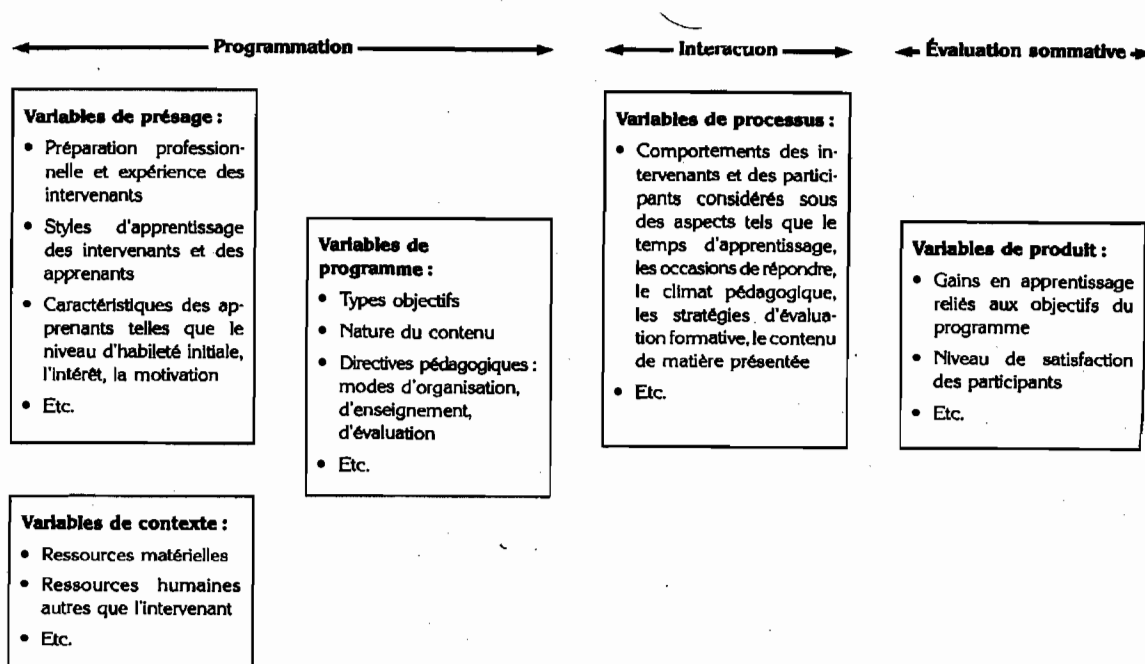 Programmation
Interaction
Évaluation sommative
Variables de présage :
• Préparation profession-
nelle et expérience des
intervenants
• Styles d'apprentissage
des intervenants et des
apprenants
• Caractéristiques des ap-
prenants telles que le
niveau d'habileté initiale,
l'intérêt, la motivation
• Etc.
Variables de contexte :
• Ressources matérielles
• Ressources humaines
autres que l'intervenant
• Etc.
Variables de
programme :
• Types objectifs
• Nature du contenu
• Directives pédagogiques :
modes d'organisation,
d'enseignement,
d'évaluation
• Etc.
Variables de processus :
• Comportements des in-
tervenants et des partici-
pants considérés sous
des aspects tels que le
temps d'apprentissage,
les occasions de répondre,
le climat pédagogique,
les stratégies d'évalua-
tion formative, le contenu
de matière présentée
• Etc.
Variables de produit :
• Gains en apprentissage
reliés aux objectifs du
programme
• Niveau de satisfaction
des participants
• Etc.